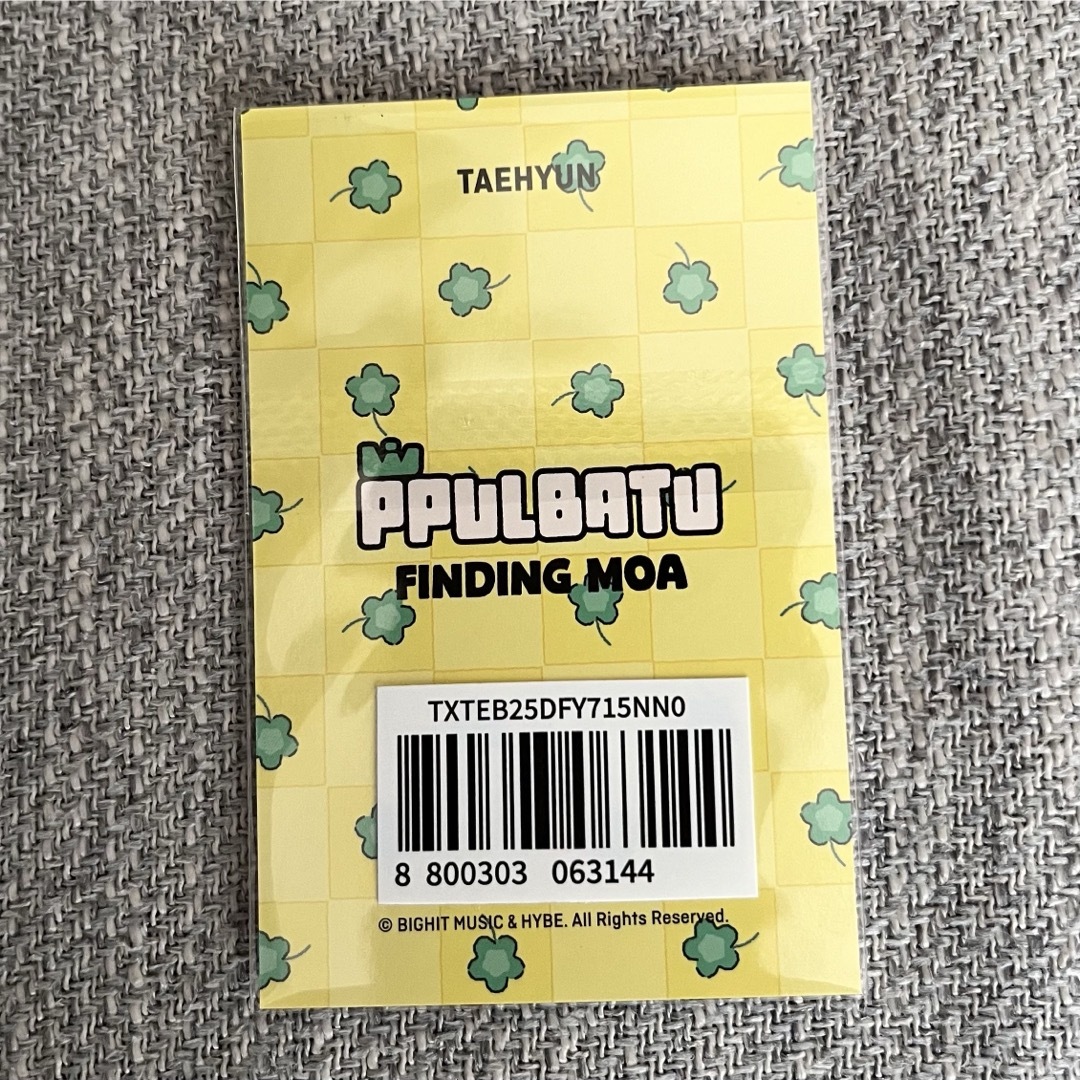 TAEHYUN
PPULBATU
FINDING MOA
TXTEB25DFY715NN0
8 800303 063144
© BIGHIT MUSIC & HYBE. All Rights Reserved.